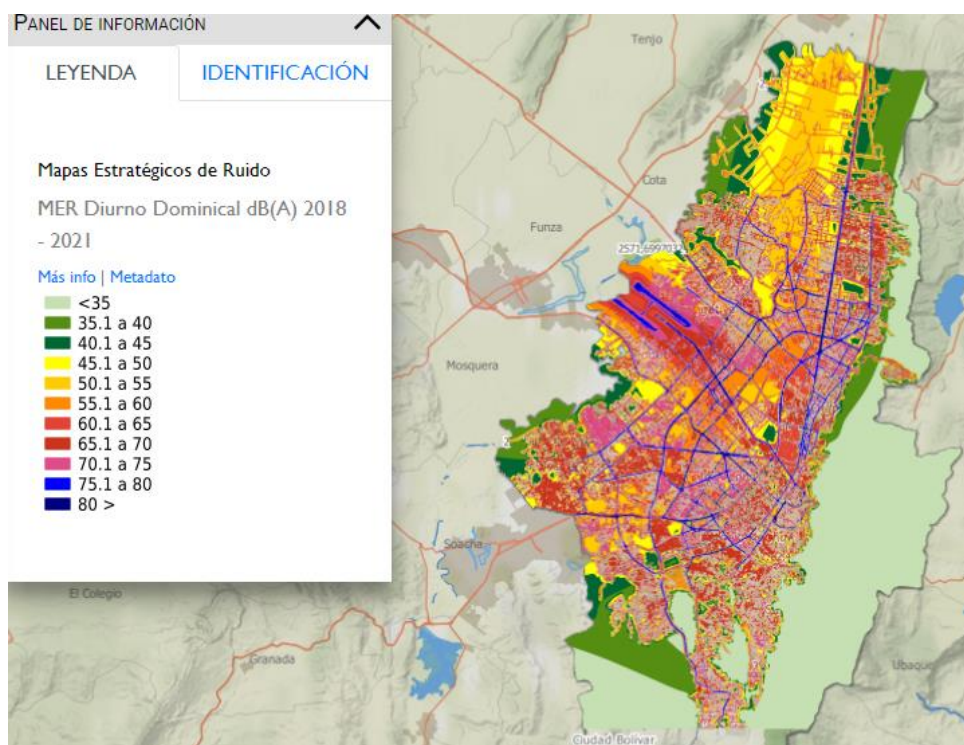 PANEL DE INFORMACIÓN
LEYENDA
IDENTIFICACIÓN
Mapas Estratégicos de Ruido
MER Diurno Dominical dB(A) 2018
- 2021
Más info | Metadato
<35
35.1 a 40
40.1 a 45
45.1 a 50
50.1 a 55
55.1 a 60
60.1 a 65
65.1 a 70
70.1 a 75
75.1 a 80
80 >
Tenjo
Cota
Funza
2571.6997032
Mosquera
Soacha
El Colegio
Granada
Ubaque
Ciudad Bolívar